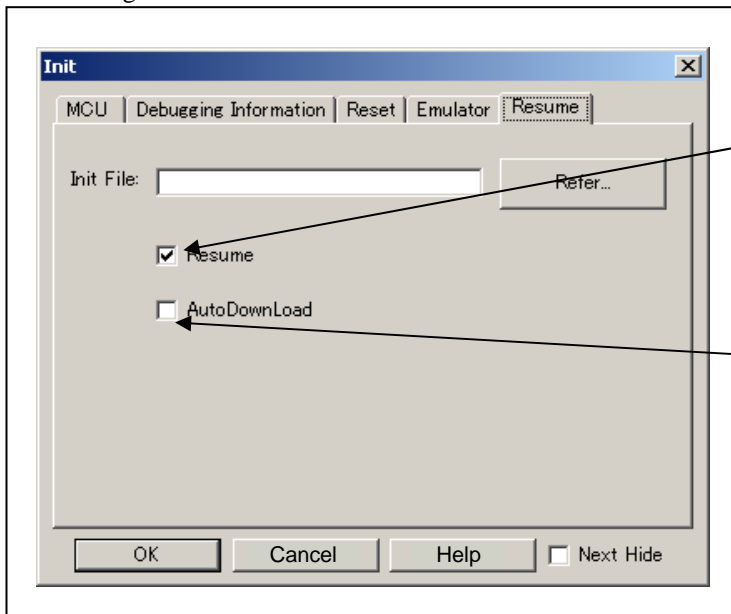 Init
MCU Debugging Information Reset Emulator Resume
Init File: Refer...
Resume
AutoDownLoad
OK Cancel Help Next Hide